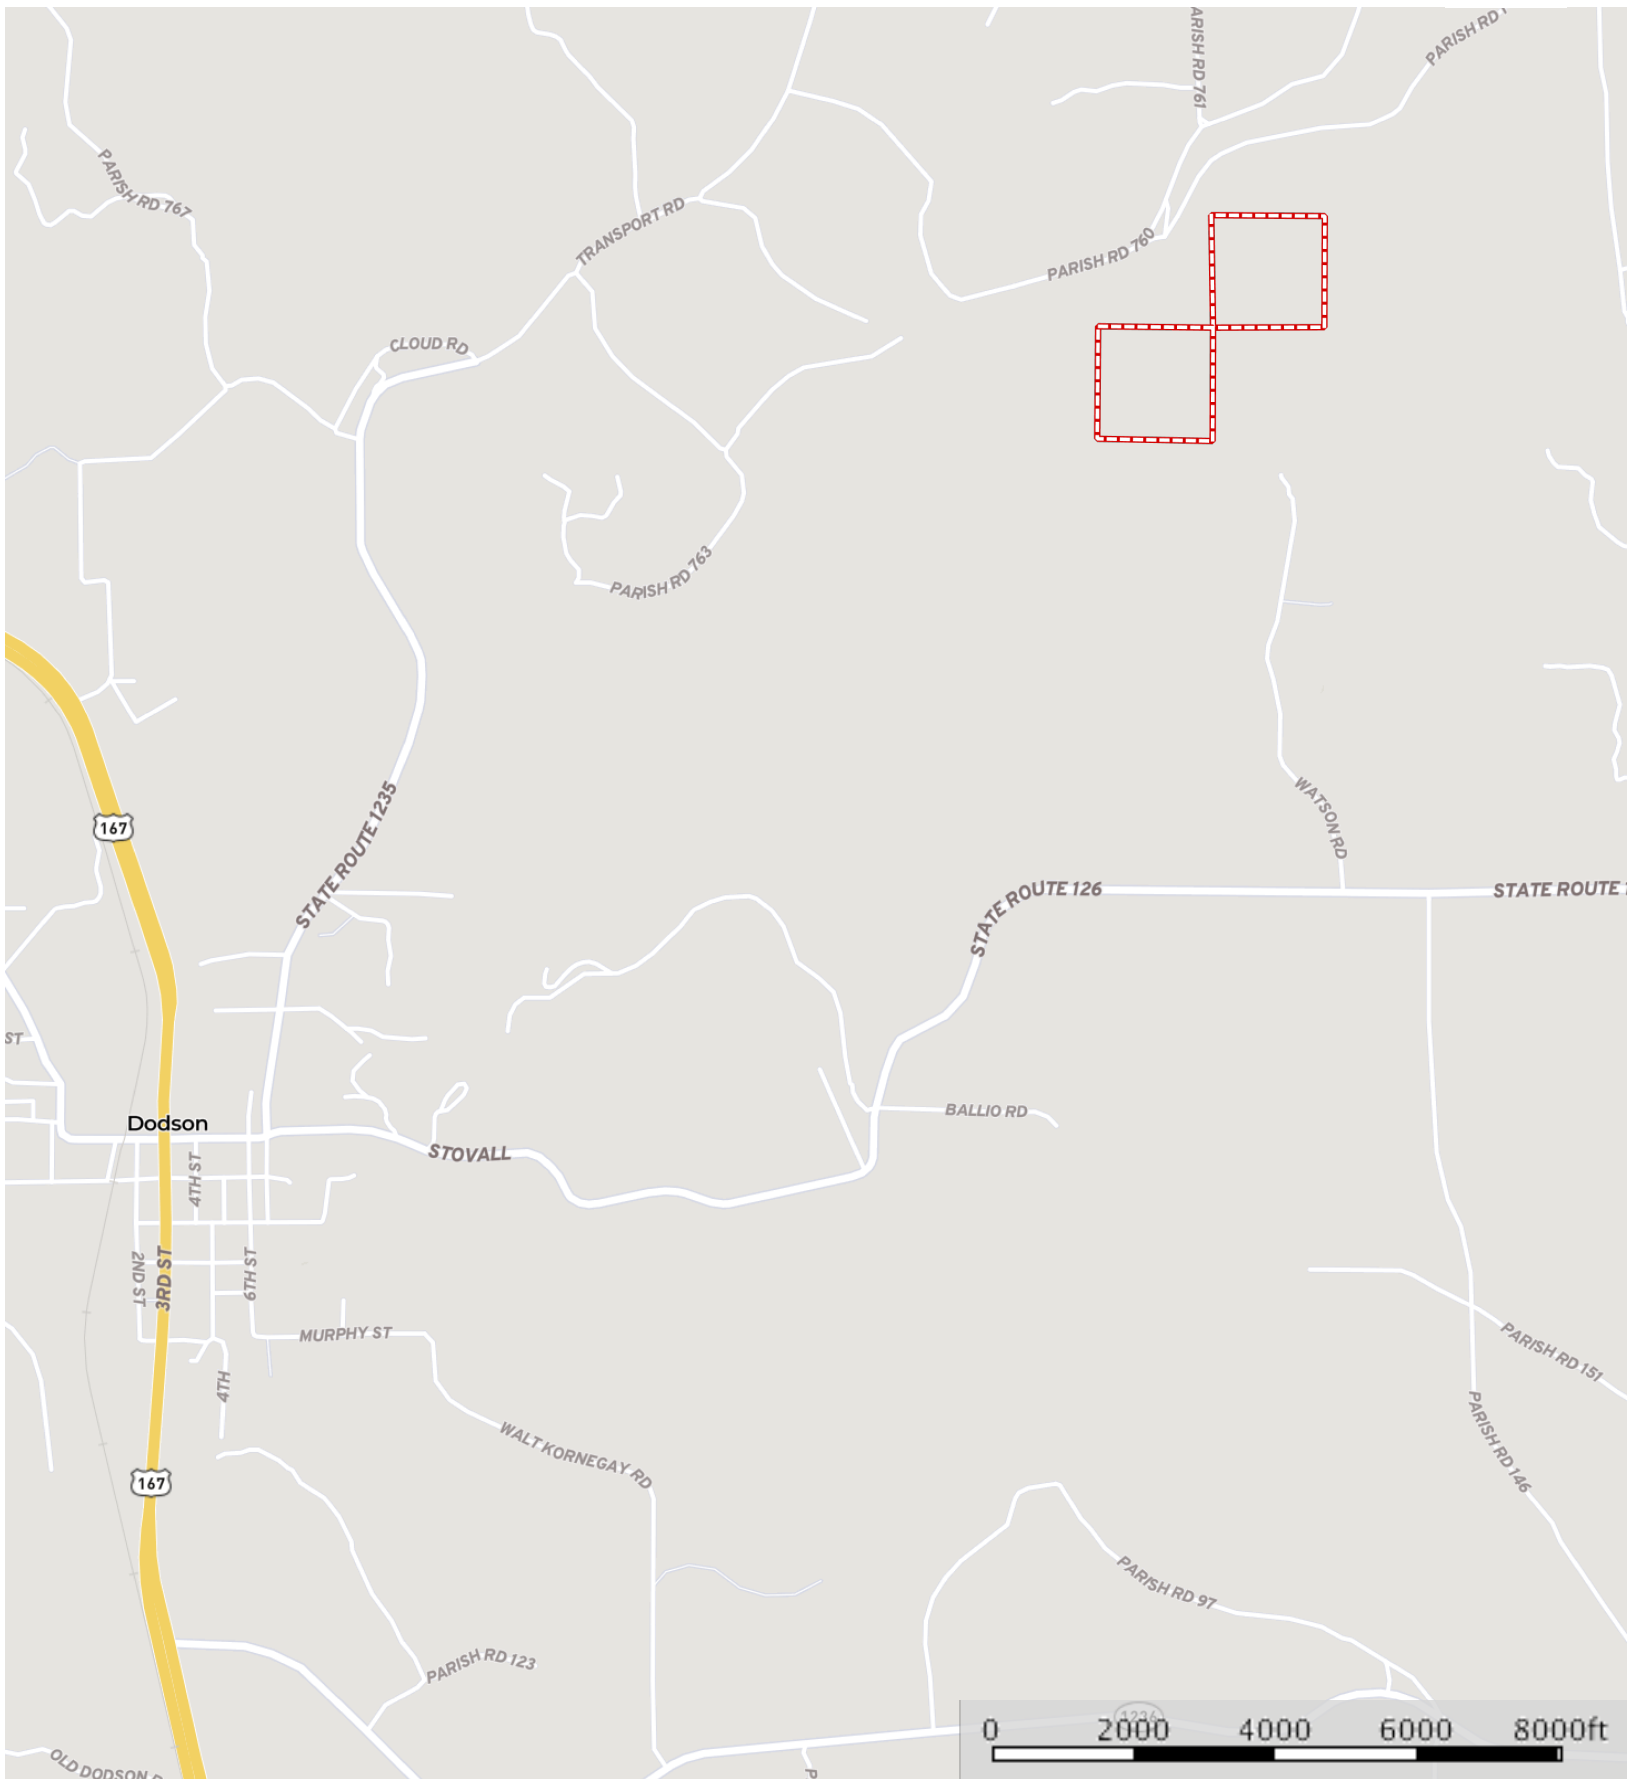 ARISH RD 761
PARISH RD
PARISH RD 767
TRANSPORT RD
PARISH RD 760
CLOUD RD
PARISH RD 763
167
STATE ROUTE 1235
WATSON RD
STATE ROUTE 126
STATE ROUTE 1
ST
Dodson
BALLIO RD
STOVALL
4TH ST
2ND ST
3RD ST
6TH ST
MURPHY ST
4TH
PARISH RD 151
PARISH RD 146
WALT KORNEGAY RD
167
PARISH RD 97
PARISH RD 123
1236
0 2000 4000 6000 8000ft
OLD DODSON
P